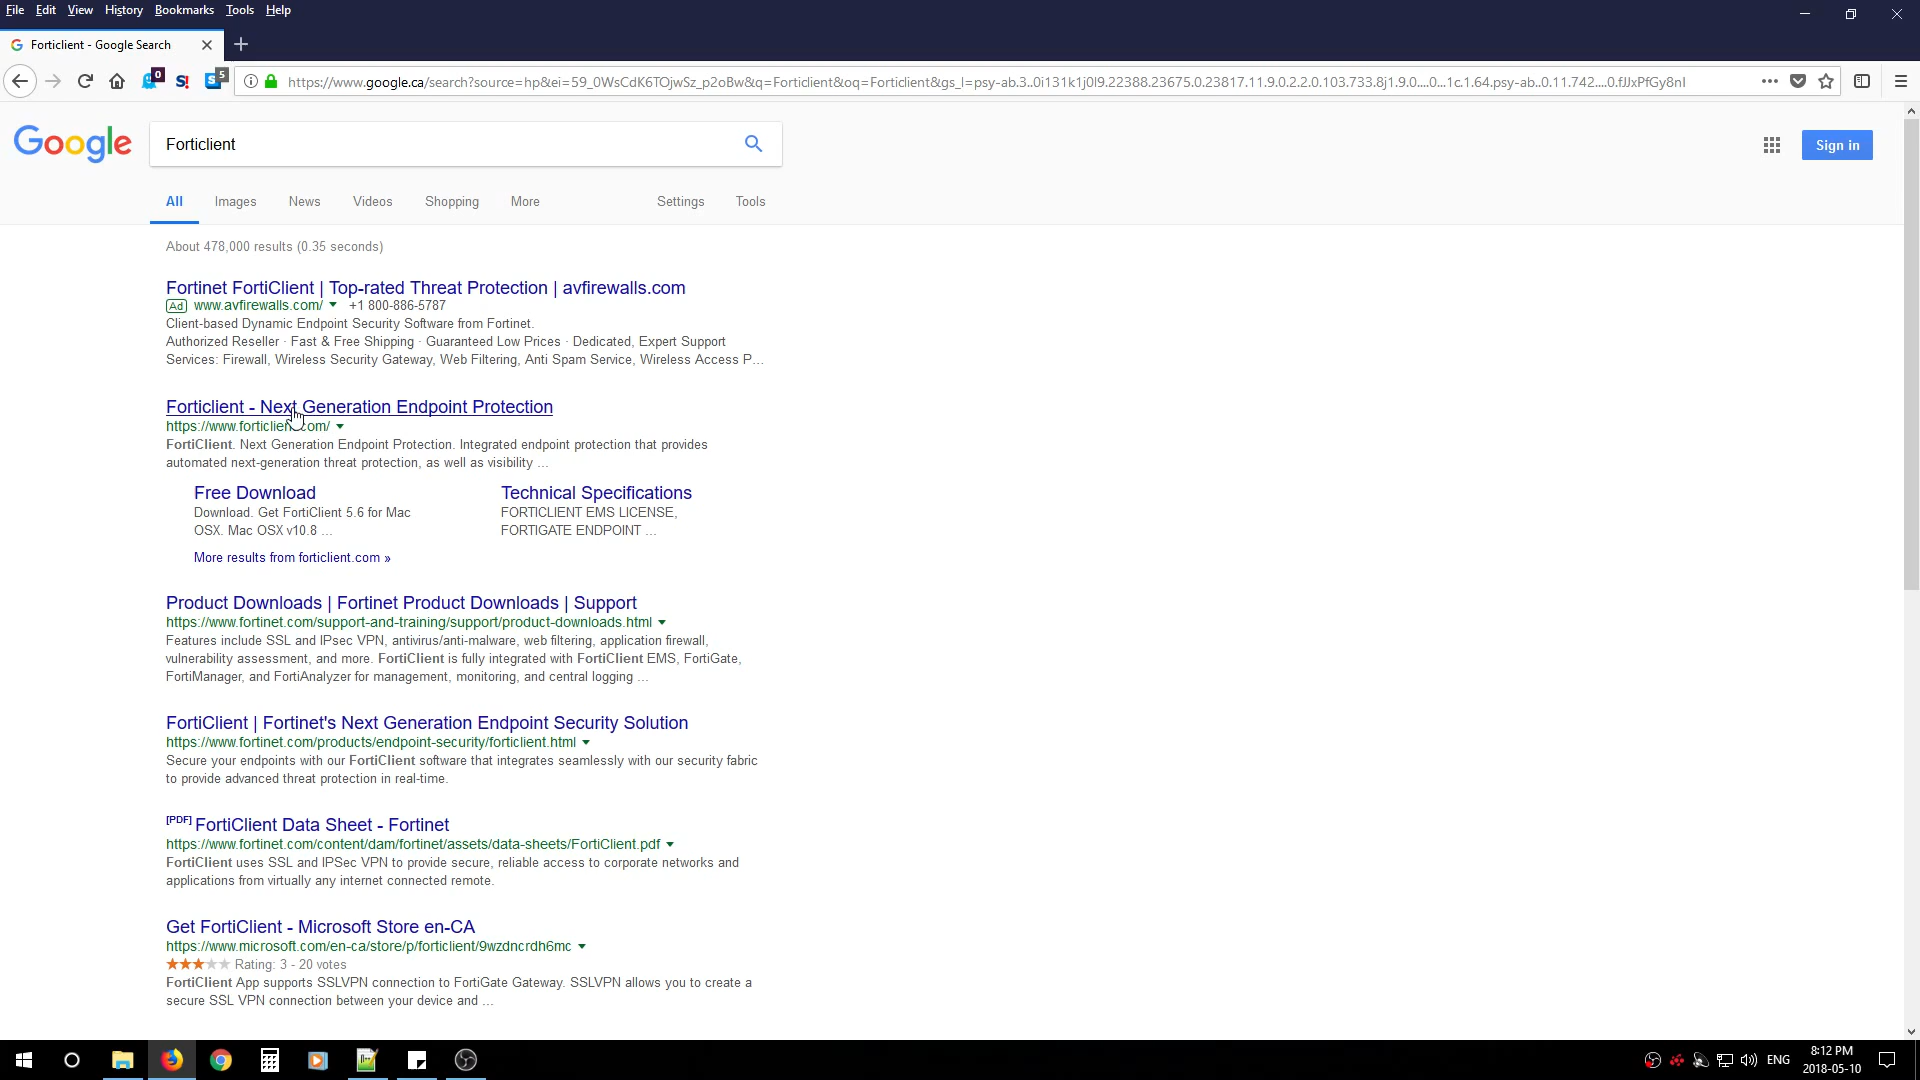 File Edit View History Bookmarks Tools Help
Forticlient - Google Search
0 S! S 5 https://www.google.ca/search?source=hp&ei=59_0WsCdK6TOjwSz_p2oBw&q=Forticlient&oq=Forticlient&gs_l=psy-ab.3..0i131k1j0l9.22388.23675.0.23817.11.9.0.2.2.0.103.733.8j1.9.0....0...1c.1.64.psy-ab..0.11.742....0.fJJxPfGy8nI
Google Forticlient Sign in
All Images News Videos Shopping More Settings Tools
About 478,000 results (0.35 seconds)
Fortinet FortiClient | Top-rated Threat Protection | avfirewalls.com
Ad www.avfirewalls.com/ +1 800-886-5787
Client-based Dynamic Endpoint Security Software from Fortinet.
Authorized Reseller · Fast & Free Shipping · Guaranteed Low Prices · Dedicated, Expert Support
Services: Firewall, Wireless Security Gateway, Web Filtering, Anti Spam Service, Wireless Access P...
Forticlient - Next Generation Endpoint Protection
https://www.forticlient.com/
FortiClient. Next Generation Endpoint Protection. Integrated endpoint protection that provides
automated next-generation threat protection, as well as visibility ...
Free Download Technical Specifications
Download. Get FortiClient 5.6 for Mac FORTICLIENT EMS LICENSE,
OSX. Mac OSX v10.8 ... FORTIGATE ENDPOINT ...
More results from forticlient.com »
Product Downloads | Fortinet Product Downloads | Support
https://www.fortinet.com/support-and-training/support/product-downloads.html
Features include SSL and IPsec VPN, antivirus/anti-malware, web filtering, application firewall,
vulnerability assessment, and more. FortiClient is fully integrated with FortiClient EMS, FortiGate,
FortiManager, and FortiAnalyzer for management, monitoring, and central logging ...
FortiClient | Fortinet's Next Generation Endpoint Security Solution
https://www.fortinet.com/products/endpoint-security/forticlient.html
Secure your endpoints with our FortiClient software that integrates seamlessly with our security fabric
to provide advanced threat protection in real-time.
[PDF] FortiClient Data Sheet - Fortinet
https://www.fortinet.com/content/dam/fortinet/assets/data-sheets/FortiClient.pdf
FortiClient uses SSL and IPSec VPN to provide secure, reliable access to corporate networks and
applications from virtually any internet connected remote.
Get FortiClient - Microsoft Store en-CA
https://www.microsoft.com/en-ca/store/p/forticlient/9wzdncrdh6mc
Rating: 3 - 20 votes
FortiClient App supports SSLVPN connection to FortiGate Gateway. SSLVPN allows you to create a
secure SSL VPN connection between your device and ...
ENG 8:12 PM
2018-05-10